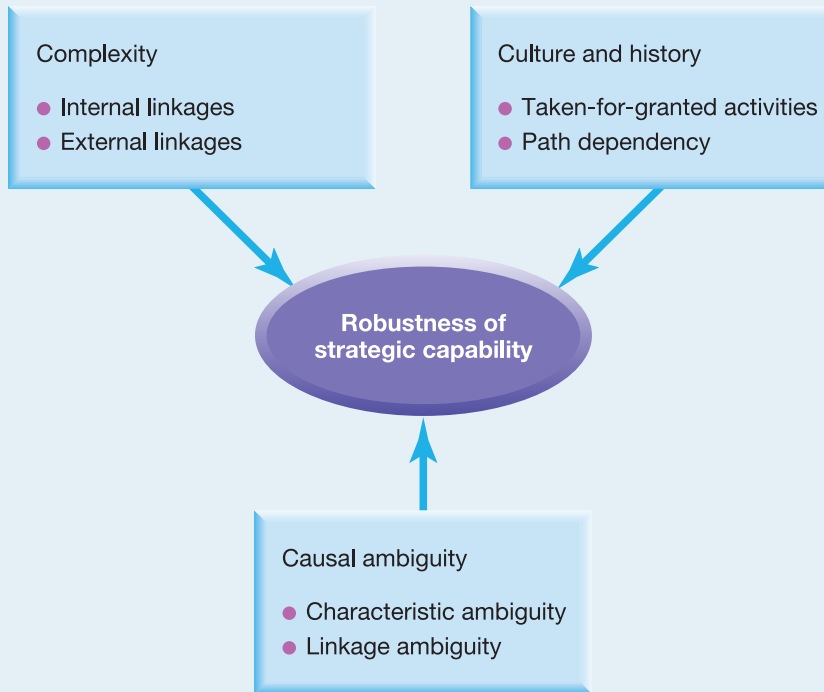 Complexity
Internal linkages
External linkages
Culture and history
Taken-for-granted activities
Path dependency
Robustness of
strategic capability
Causal ambiguity
Characteristic ambiguity
Linkage ambiguity